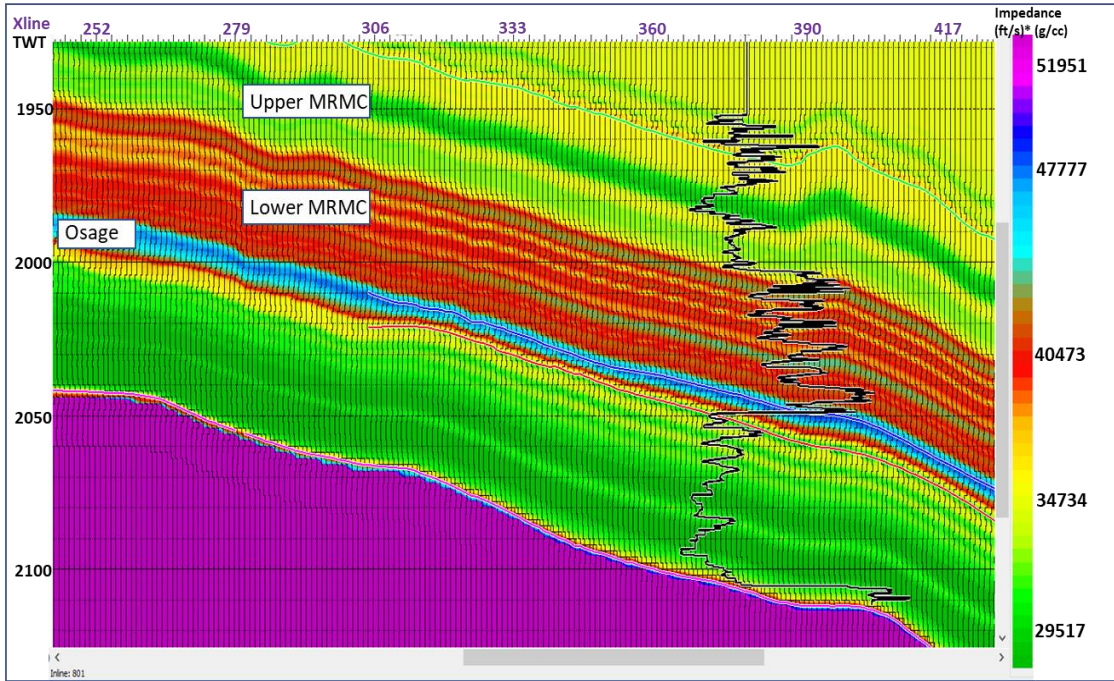 Xline 252 279 306 333 360 390 417
TWT
Impedance
(ft/s)* (g/cc)
51951
1950
Upper MRMC
47777
Lower MRMC
Osage
2000
40473
2050
34734
2100
29517
Inline: 801